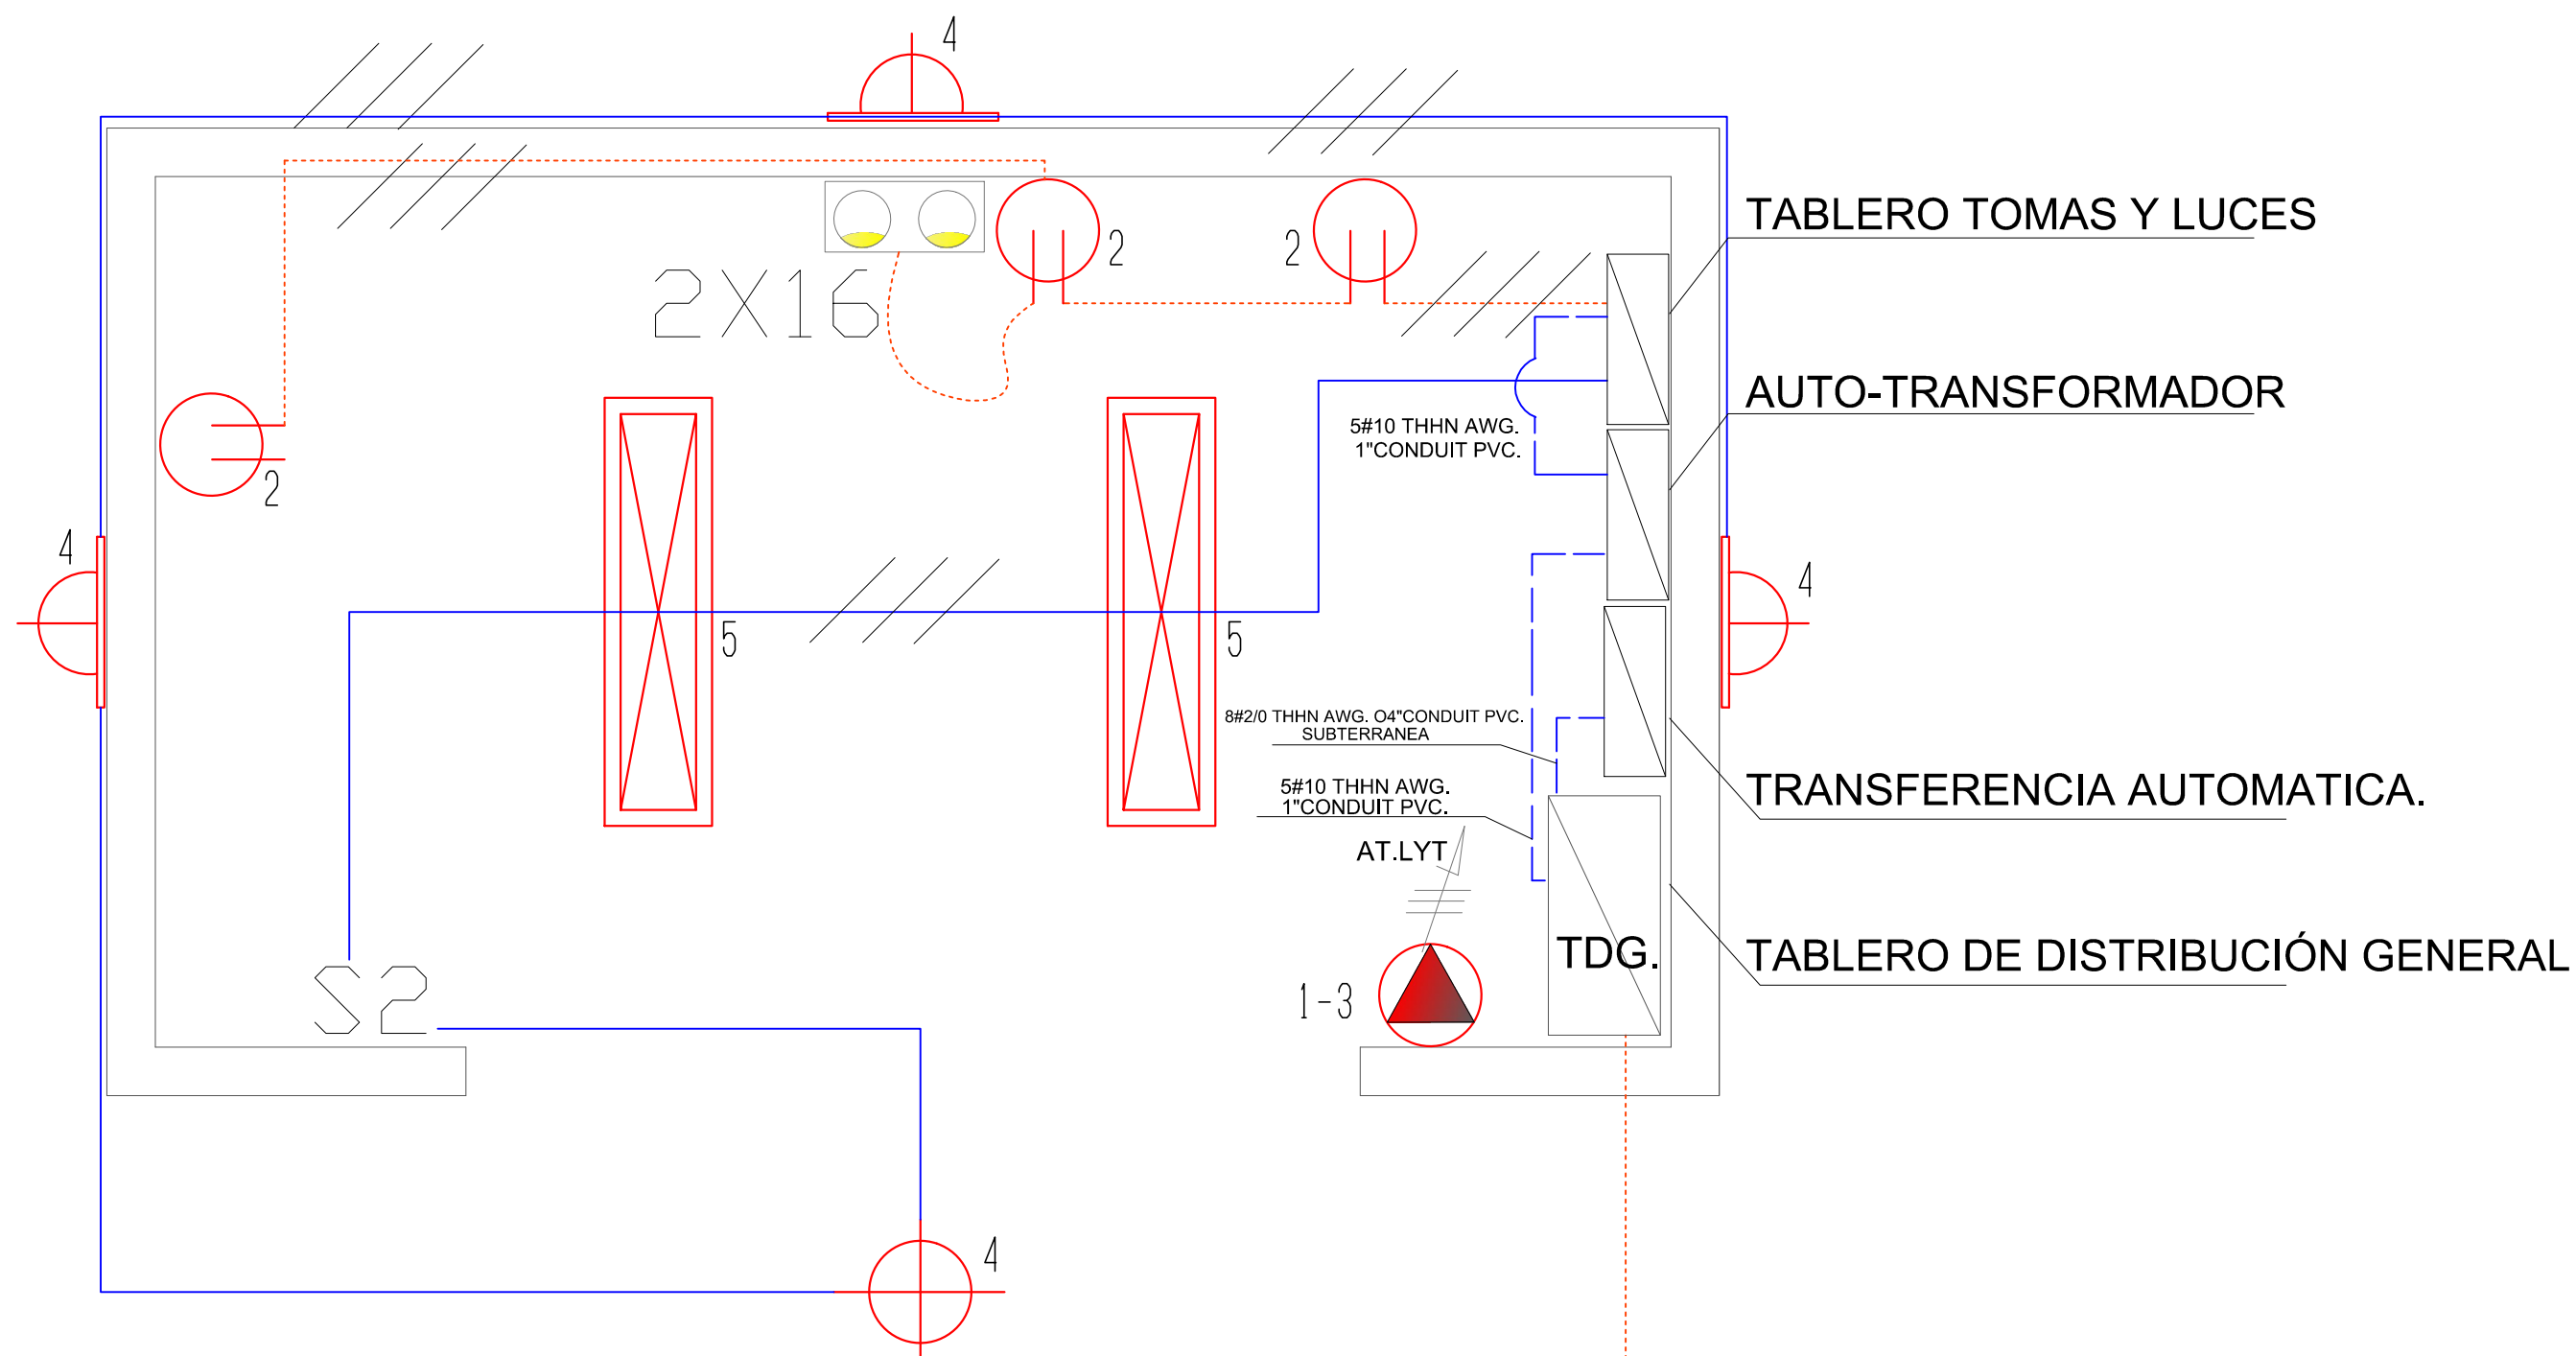 4
TABLERO TOMAS Y LUCES
2
2
2X16
AUTO-TRANSFORMADOR
5#10 THHN AWG.
1"CONDUIT PVC.
2
4
4
5
5
8#2/0 THHN AWG. O4"CONDUIT PVC.
SUBTERRANEA
5#10 THHN AWG.
1"CONDUIT PVC.
TRANSFERENCIA AUTOMATICA.
AT.LYT
TDG.
TABLERO DE DISTRIBUCIÓN GENERAL
1-3
S2
4